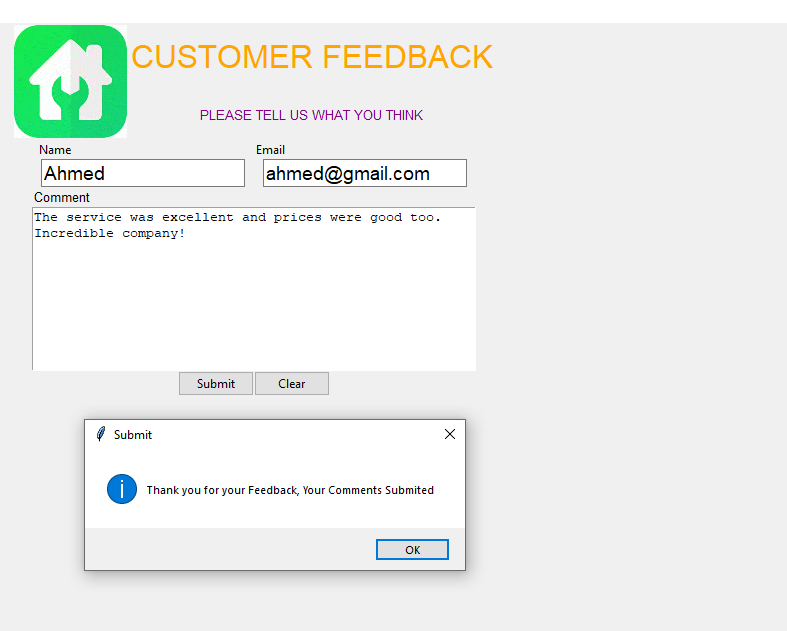 CUSTOMER FEEDBACK
PLEASE TELL US WHAT YOU THINK
Name Email
Ahmed ahmed@gmail.com
Comment
The service was excellent and prices were good too.
Incredible company!
Submit Clear
Submit
Thank you for your Feedback, Your Comments Submited
OK